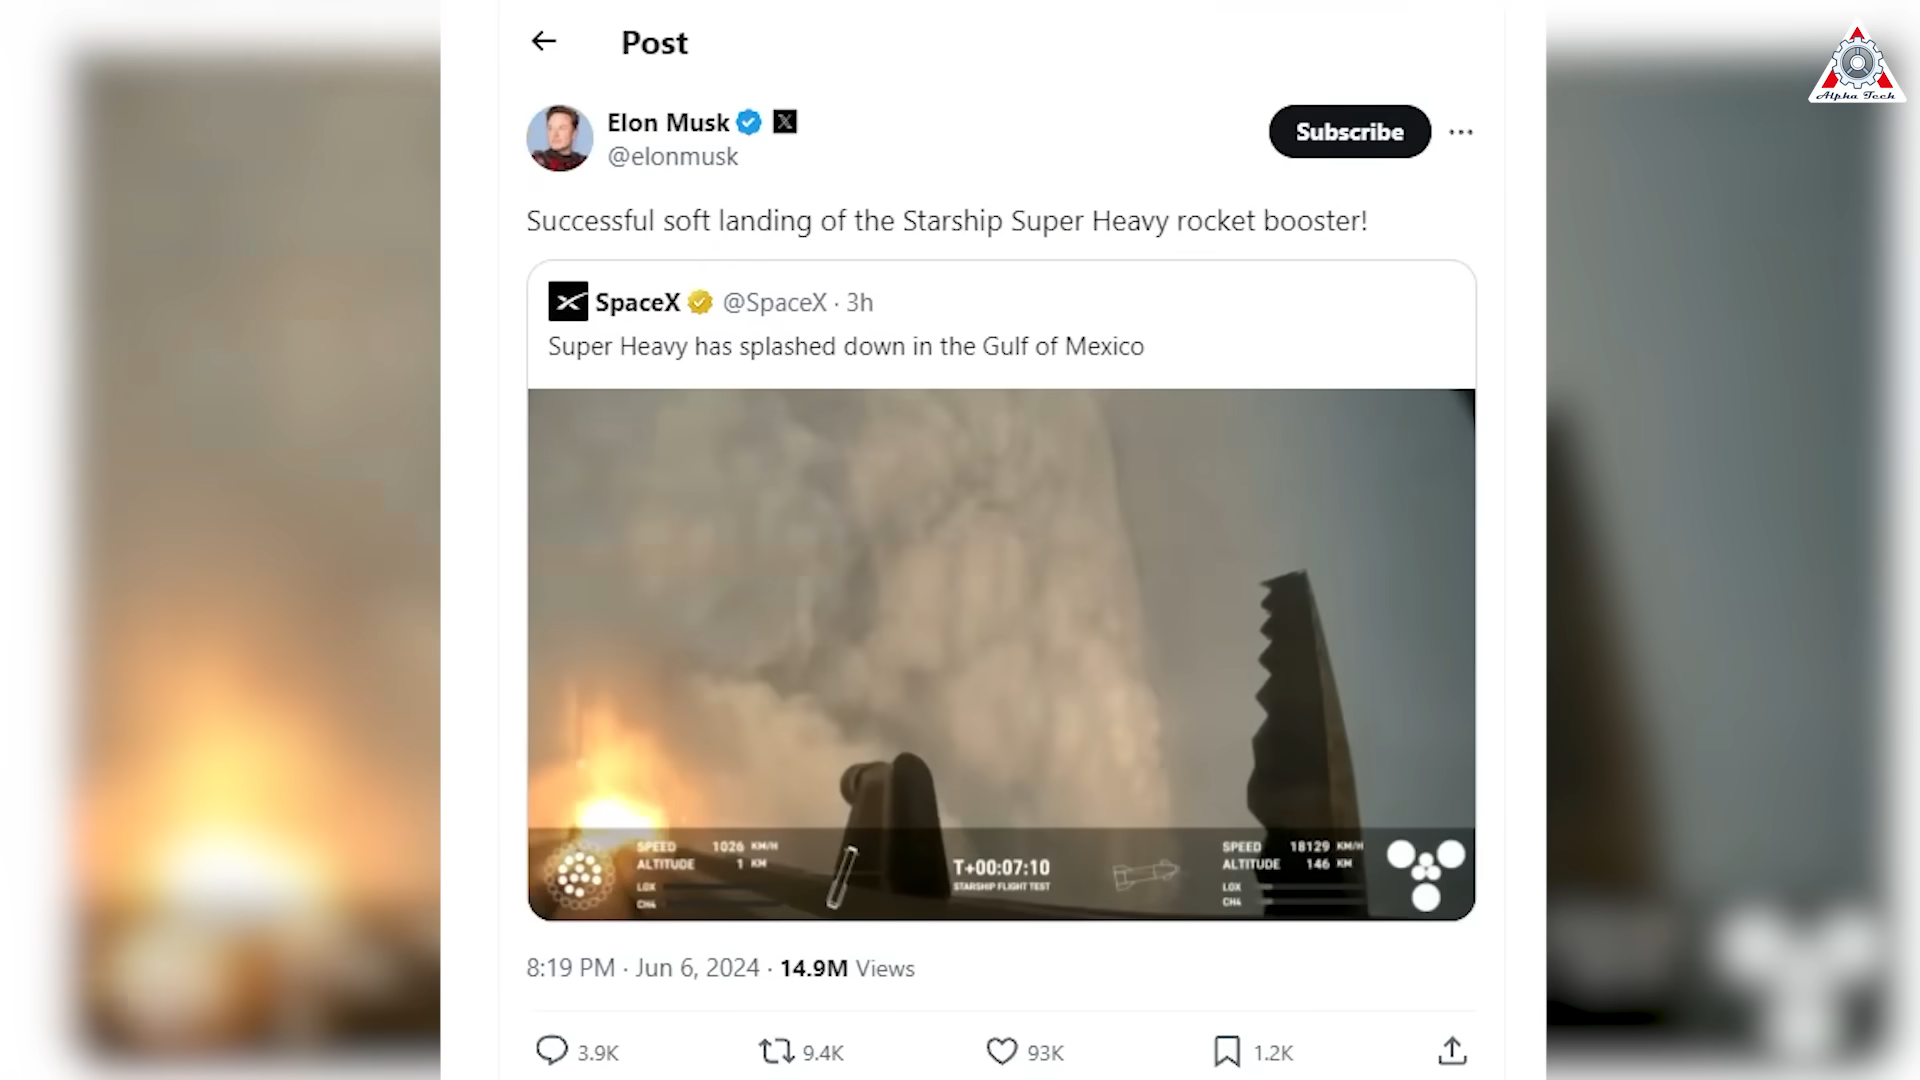 Post
Alpha Tech
Elon Musk
@elonmusk
Subscribe
Successful soft landing of the Starship Super Heavy rocket booster!
SpaceX @SpaceX · 3h
Super Heavy has splashed down in the Gulf of Mexico
SPEED 1026 KM/H
ALTITUDE 1 KM
LOX
CH4
T+00:07:10
STARSHIP FLIGHT TEST
SPEED 18129 KM/H
ALTITUDE 146 KM
LOX
CH4
8:19 PM · Jun 6, 2024 · 14.9M Views
3.9K 9.4K 93K 1.2K